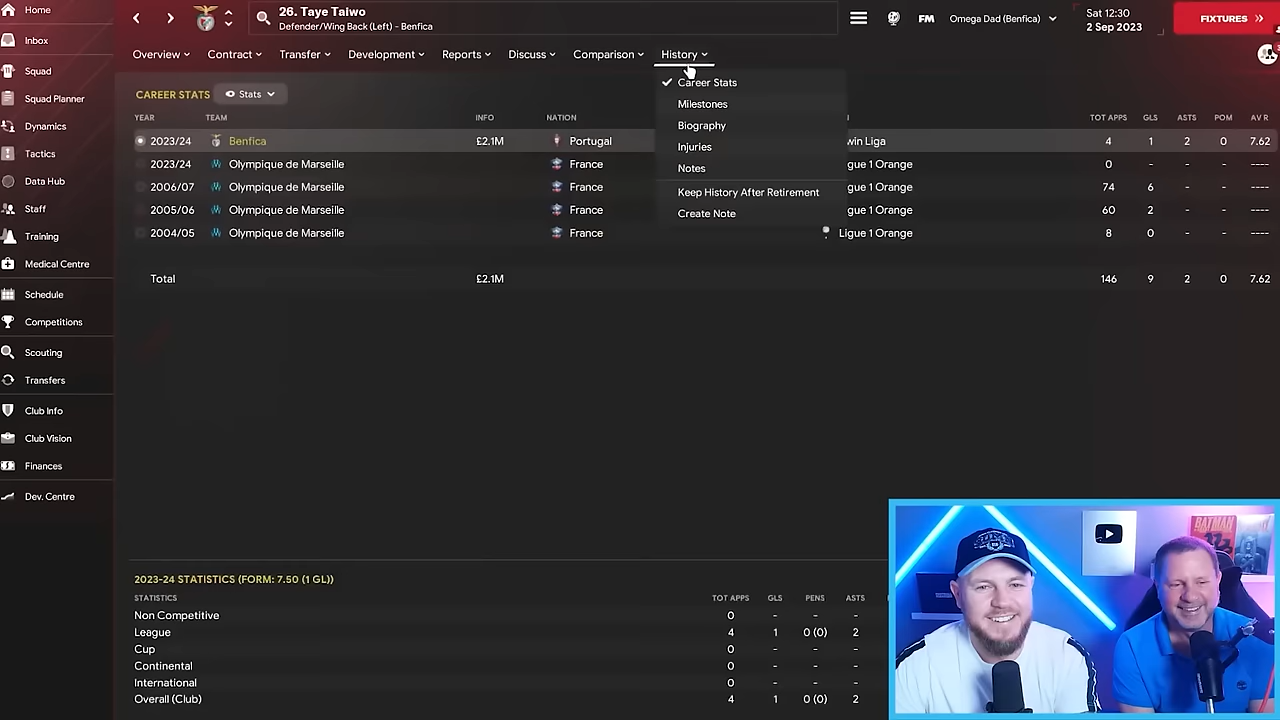 Home
Inbox
Squad
Squad Planner
Dynamics
Tactics
Data Hub
Staff
Training
Medical Centre
Schedule
Competitions
Scouting
Transfers
Club Info
Club Vision
Finances
Dev. Centre
26. Taye Taiwo
Defender/Wing Back (Left) - Benfica
FM
Omega Dad (Benfica)
Sat 12:30
2 Sep 2023
FIXTURES
Overview Contract Transfer Development Reports Discuss Comparison History
Career Stats
Milestones
Biography
Injuries
Notes
Keep History After Retirement
Create Note
CAREER STATS Stats
YEAR TEAM INFO NATION TOT APPS GLS ASTS POM AV R
2023/24 Benfica £2.1M Portugal win Liga 4 1 2 0 7.62
2023/24 Olympique de Marseille France gue 1 Orange 0 - - - ----
2006/07 Olympique de Marseille France gue 1 Orange 74 6 - - ----
2005/06 Olympique de Marseille France gue 1 Orange 60 2 - - ----
2004/05 Olympique de Marseille France Ligue 1 Orange 8 0 - - ----
Total £2.1M 146 9 2 0 7.62
2023-24 STATISTICS (FORM: 7.50 (1 GL))
STATISTICS TOT APPS GLS PENS ASTS
Non Competitive 0 - - -
League 4 1 0 (0) 2
Cup 0 - - -
Continental 0 - - -
International 0 - - -
Overall (Club) 4 1 0 (0) 2
BATMAN